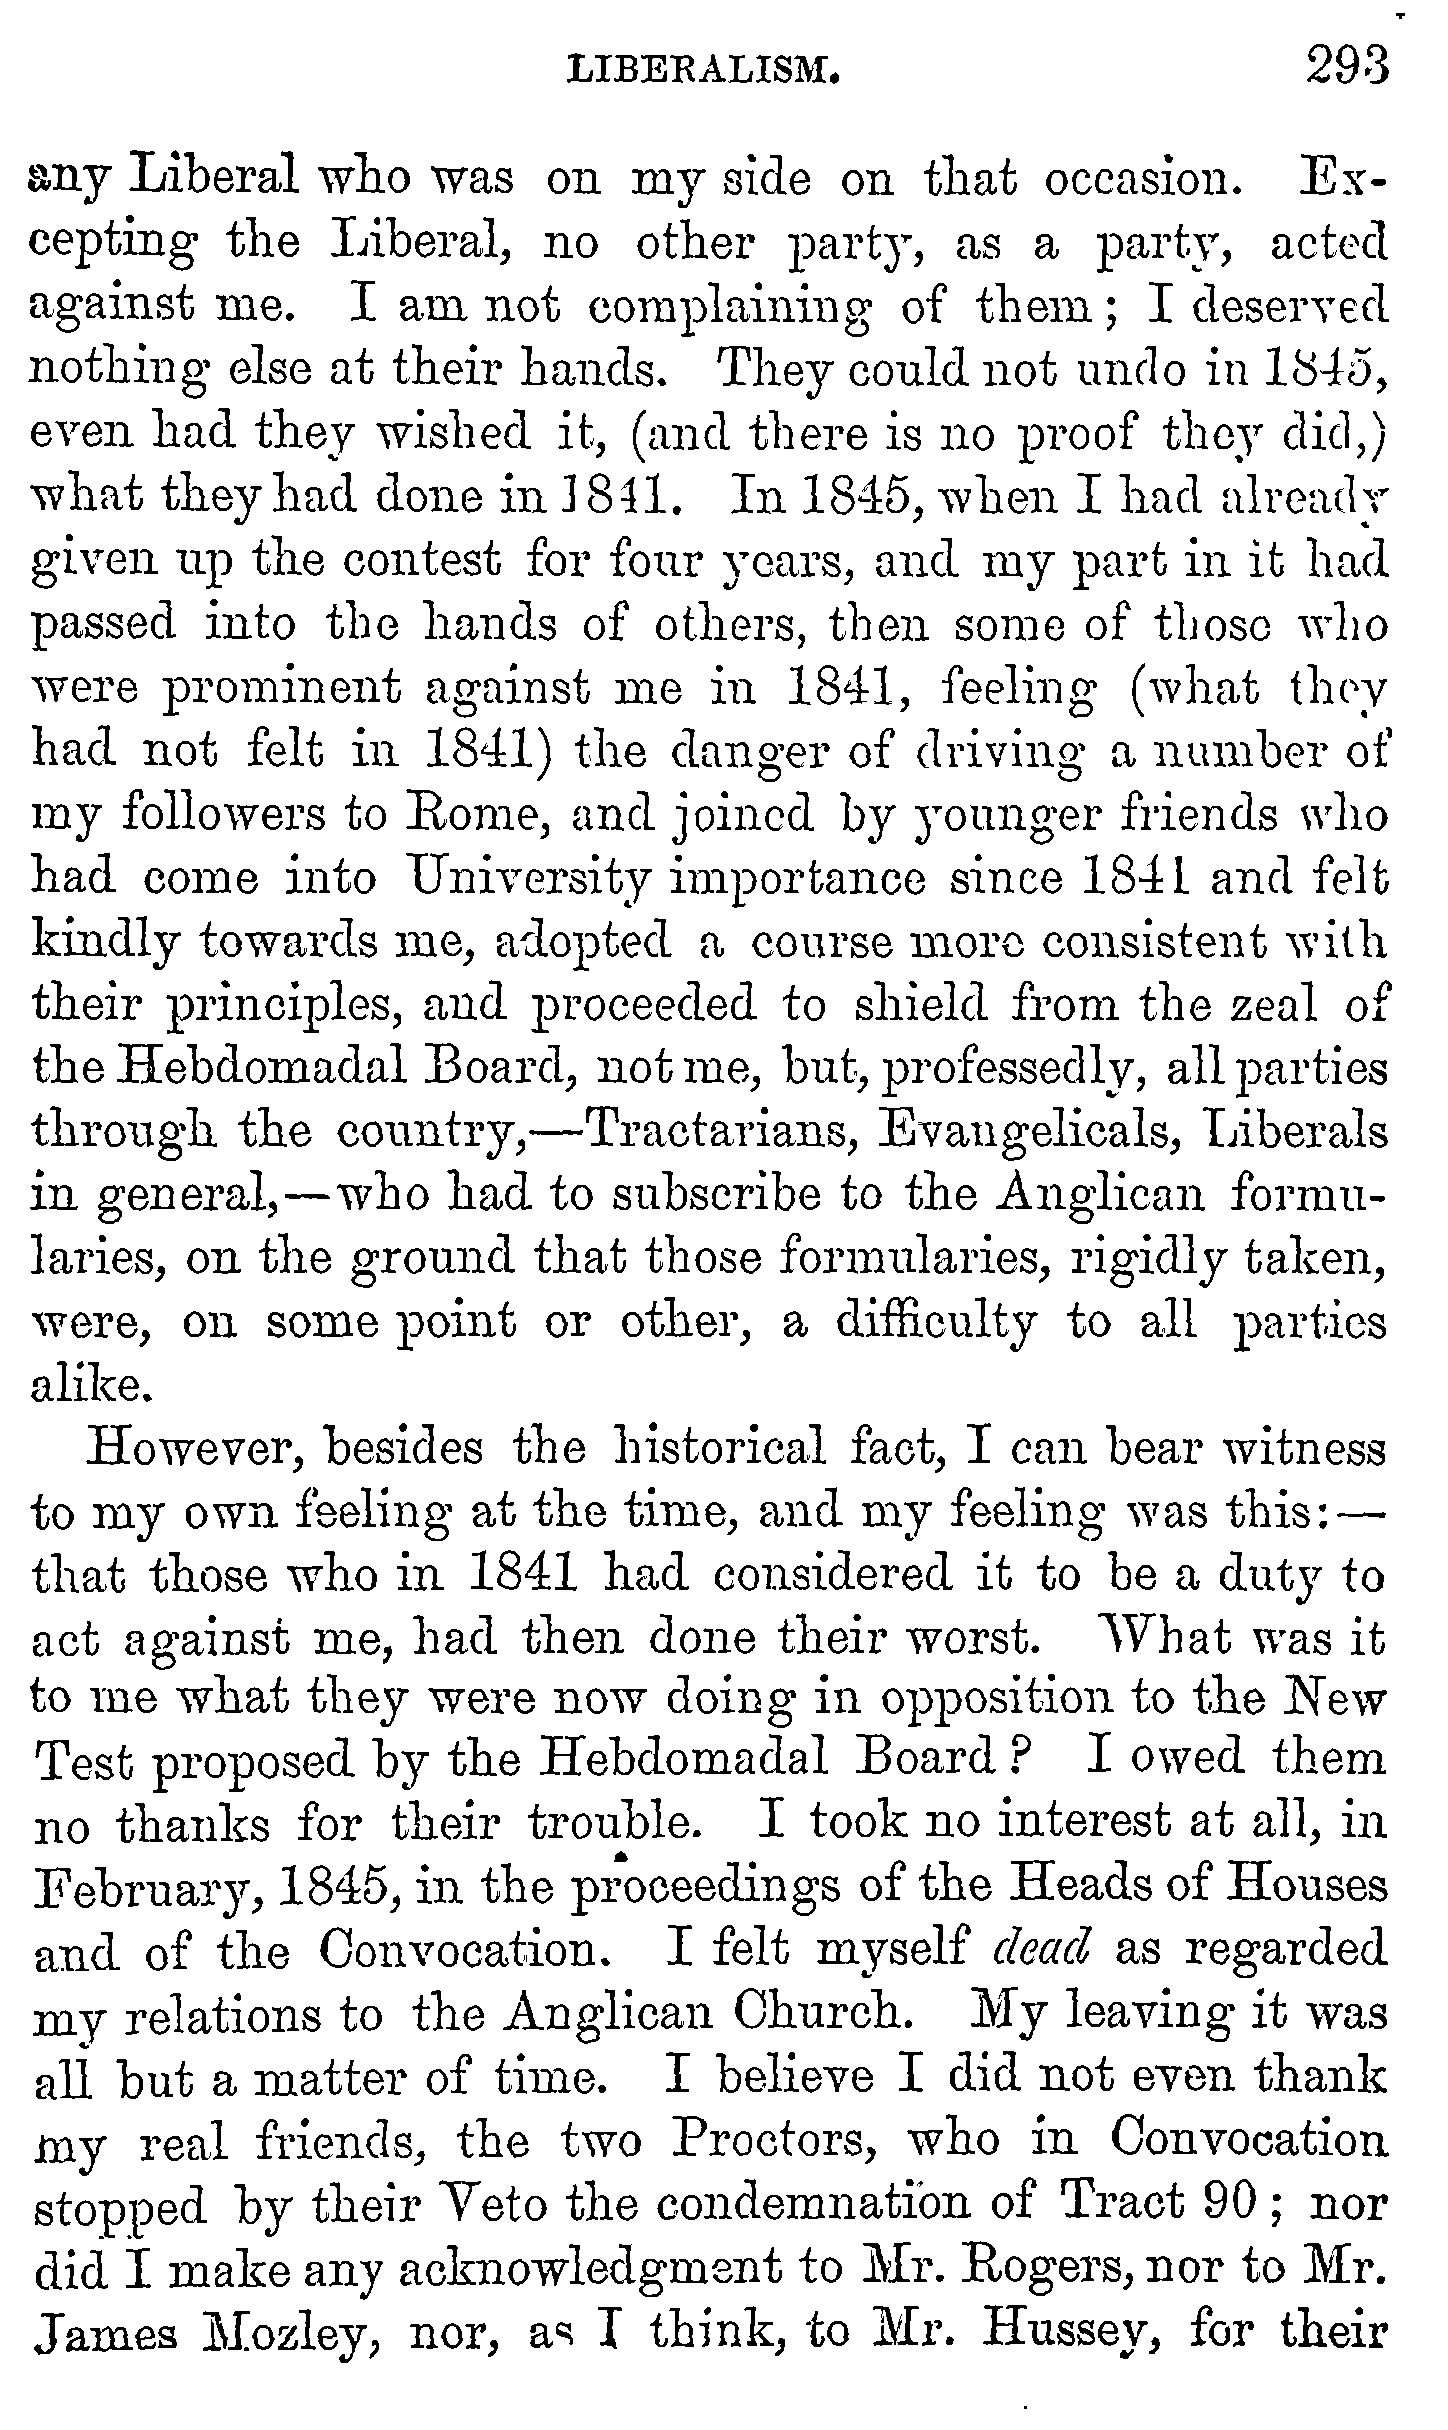 LIBERALISM. 293
any Liberal who was on my side on that occasion. Ex-
cepting the Liberal, no other party, as a party, acted
against me. I am not complaining of them; I deserved
nothing else at their hands. They could not undo in 1845,
even had they wished it, (and there is no proof they did,)
what they had done in 1841. In 1845, when I had already
given up the contest for four years, and my part in it had
passed into the hands of others, then some of those who
were prominent against me in 1841, feeling (what they
had not felt in 1841) the danger of driving a number of
my followers to Rome, and joined by younger friends who
had come into University importance since 1841 and felt
kindly towards me, adopted a course more consistent with
their principles, and proceeded to shield from the zeal of
the Hebdomadal Board, not me, but, professedly, all parties
through the country,—Tractarians, Evangelicals, Liberals
in general,—who had to subscribe to the Anglican formu-
laries, on the ground that those formularies, rigidly taken,
were, on some point or other, a difficulty to all parties
alike.
However, besides the historical fact, I can bear witness
to my own feeling at the time, and my feeling was this:—
that those who in 1841 had considered it to be a duty to
act against me, had then done their worst. What was it
to me what they were now doing in opposition to the New
Test proposed by the Hebdomadal Board? I owed them
no thanks for their trouble. I took no interest at all, in
February, 1845, in the proceedings of the Heads of Houses
and of the Convocation. I felt myself dead as regarded
my relations to the Anglican Church. My leaving it was
all but a matter of time. I believe I did not even thank
my real friends, the two Proctors, who in Convocation
stopped by their Veto the condemnation of Tract 90; nor
did I make any acknowledgment to Mr. Rogers, nor to Mr.
James Mozley, nor, as I think, to Mr. Hussey, for their